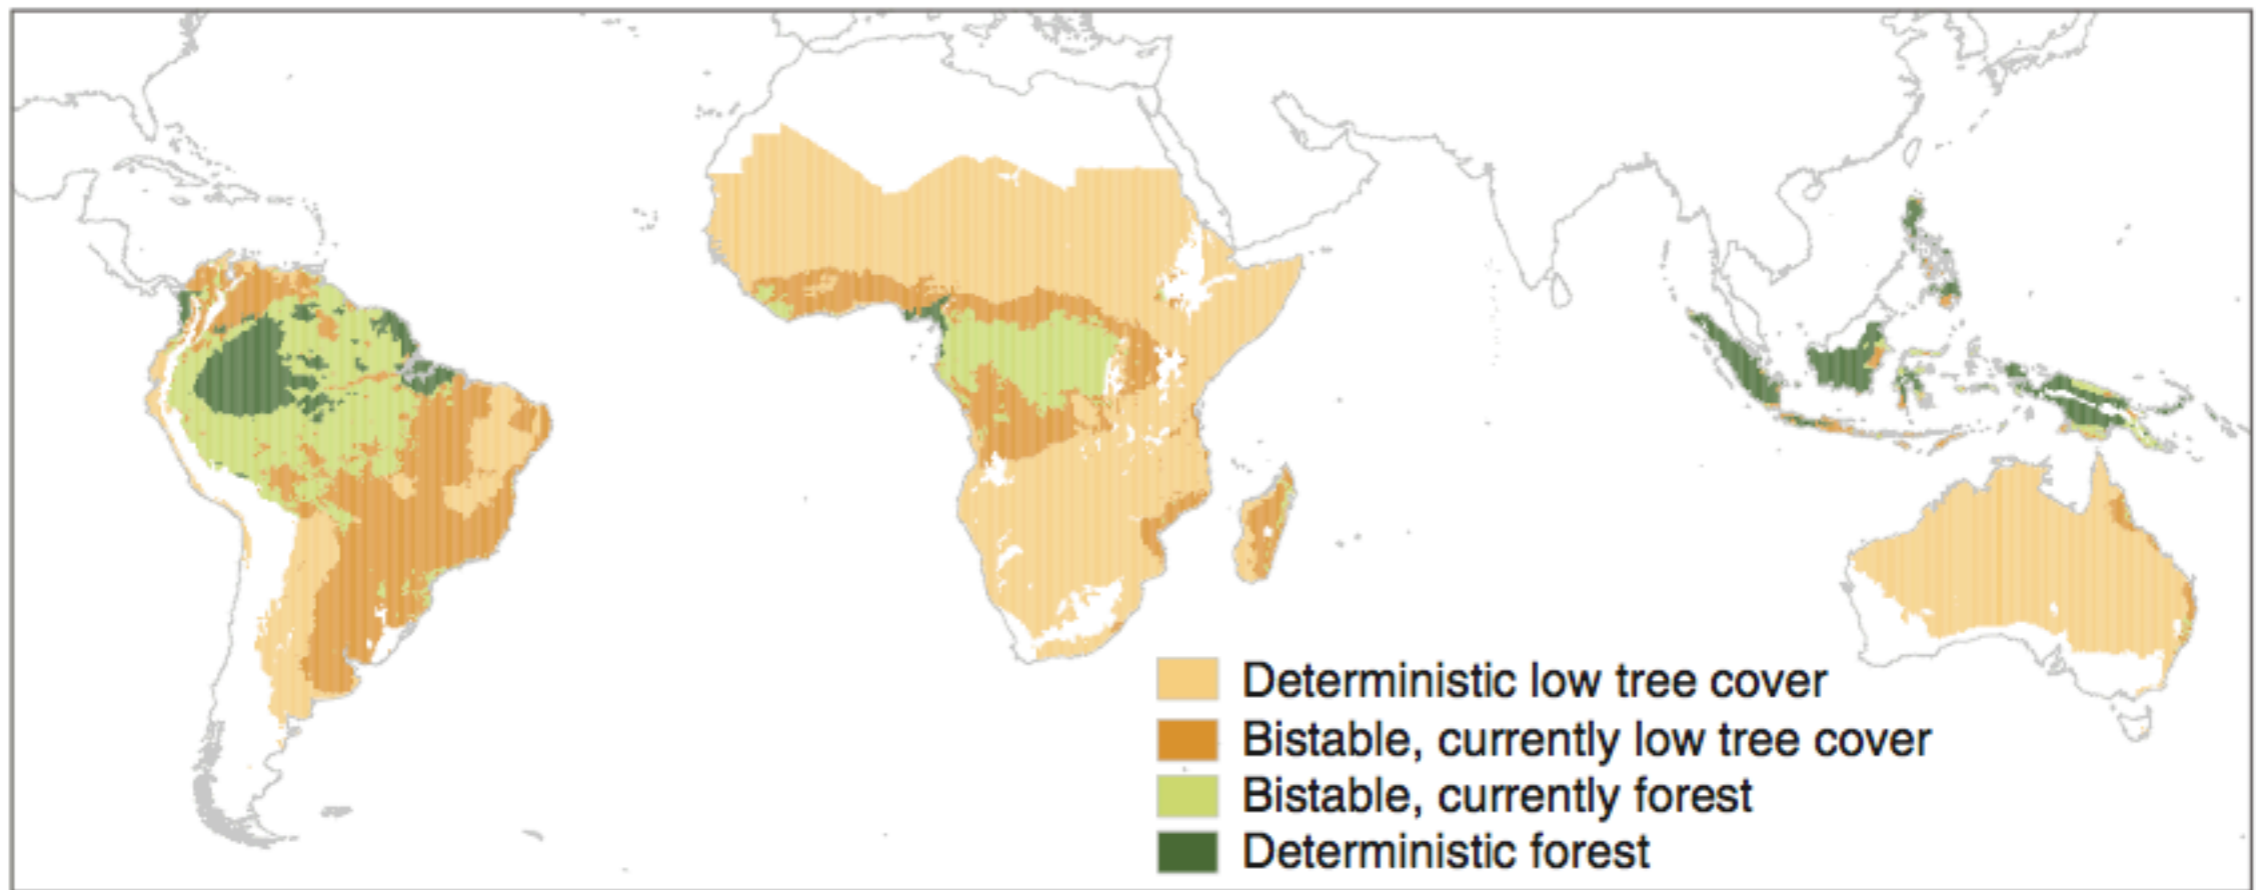 Deterministic low tree cover
Bistable, currently low tree cover
Bistable, currently forest
Deterministic forest